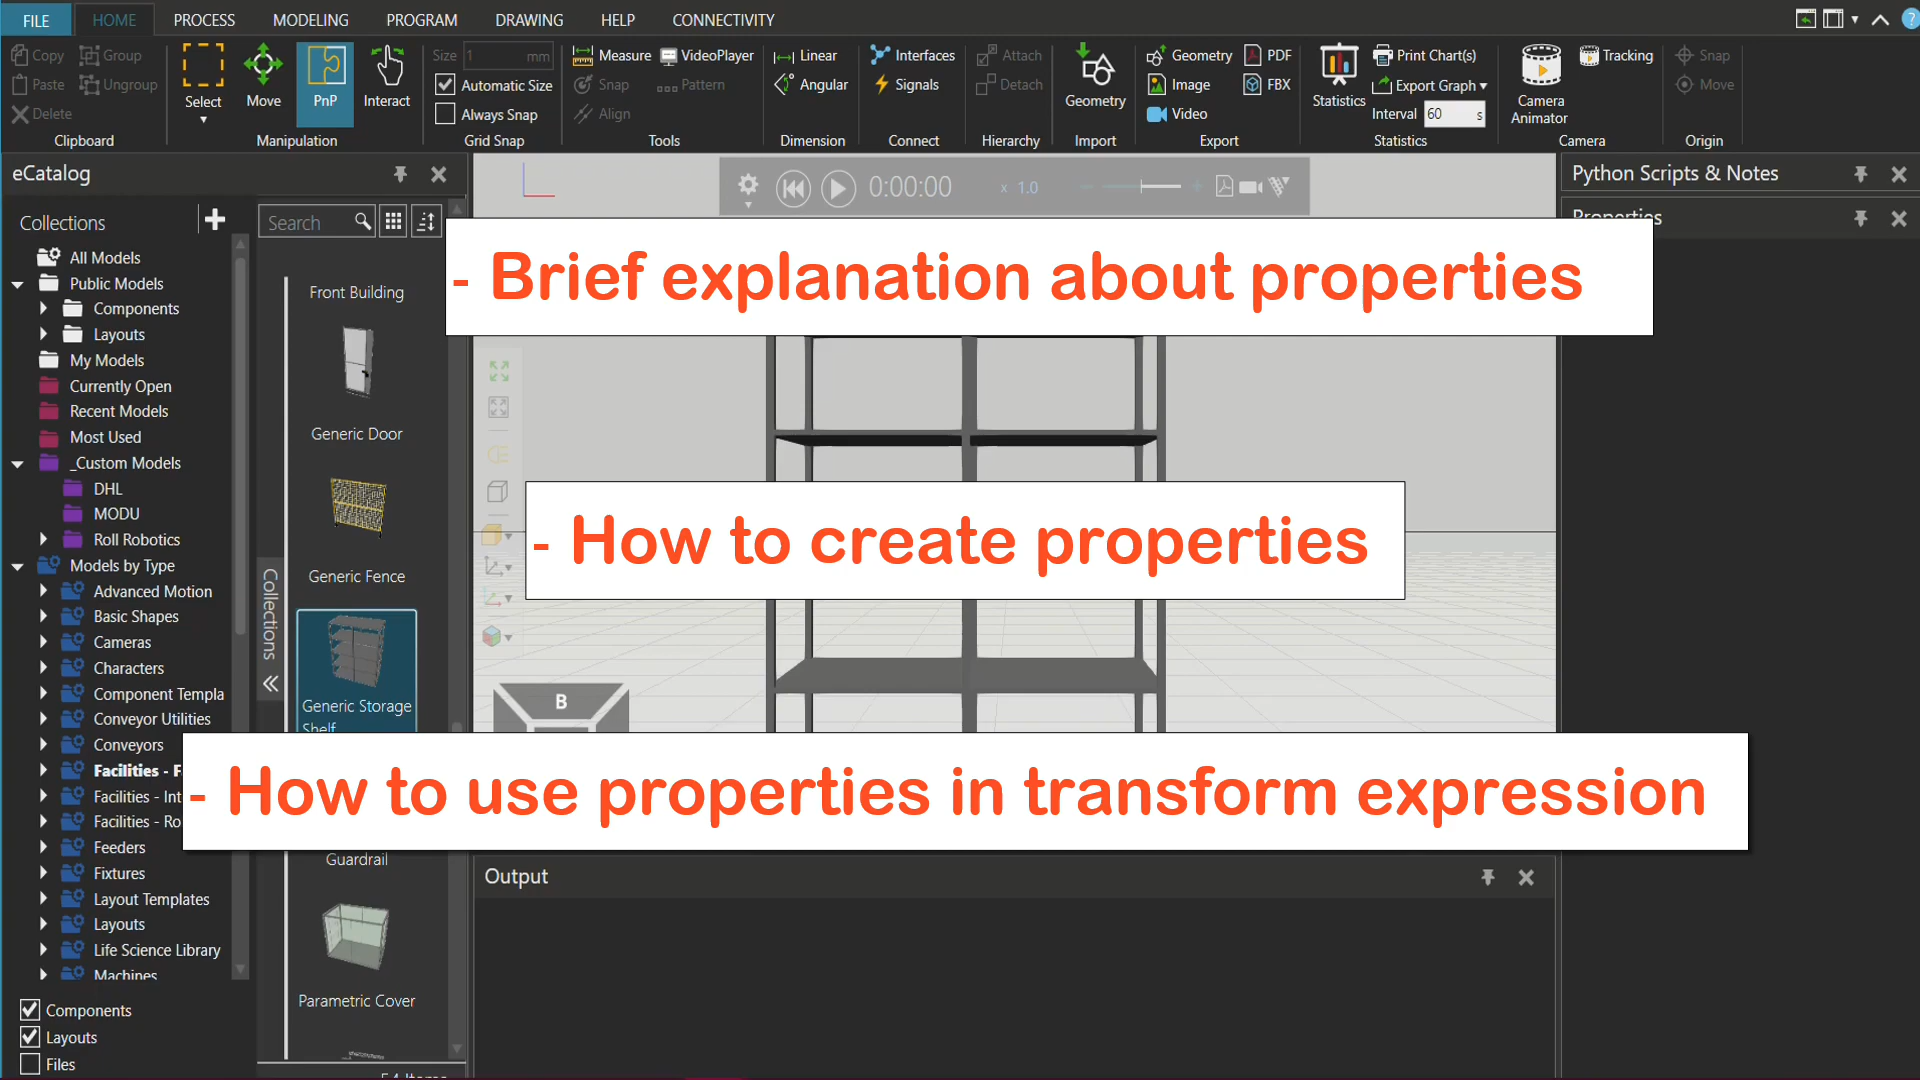 FILE HOME PROCESS MODELING PROGRAM DRAWING HELP CONNECTIVITY
Copy Group
Paste Ungroup
Delete
Clipboard
Select Move PnP Interact
Manipulation
Size 1 mm
Automatic Size
Always Snap
Grid Snap
Measure VideoPlayer
Snap Pattern
Align
Tools
Linear
Angular
Dimension
Interfaces
Signals
Connect
Attach
Detach
Hierarchy
Geometry
Import
Geometry PDF
Image FBX
Video
Export
Statistics
Print Chart(s)
Export Graph
Interval 60 s
Statistics
Camera Animator
Tracking
Camera
Snap
Move
Origin
eCatalog
Collections
All Models
Public Models
Components
Layouts
My Models
Currently Open
Recent Models
Most Used
_Custom Models
DHL
MODU
Roll Robotics
Models by Type
Advanced Motion
Basic Shapes
Cameras
Characters
Component Templa
Conveyor Utilities
Conveyors
Facilities - F
Facilities - Int
Facilities - Ro
Feeders
Fixtures
Layout Templates
Layouts
Life Science Library
Machines
Components
Layouts
Files
Collections
Search
Front Building
Generic Door
Generic Fence
Generic Storage
Shelf
Guardrail
Parametric Cover
54 Items
0:00:00 x 1.0
Python Scripts & Notes
Properties
- Brief explanation about properties
- How to create properties
B
- How to use properties in transform expression
Output